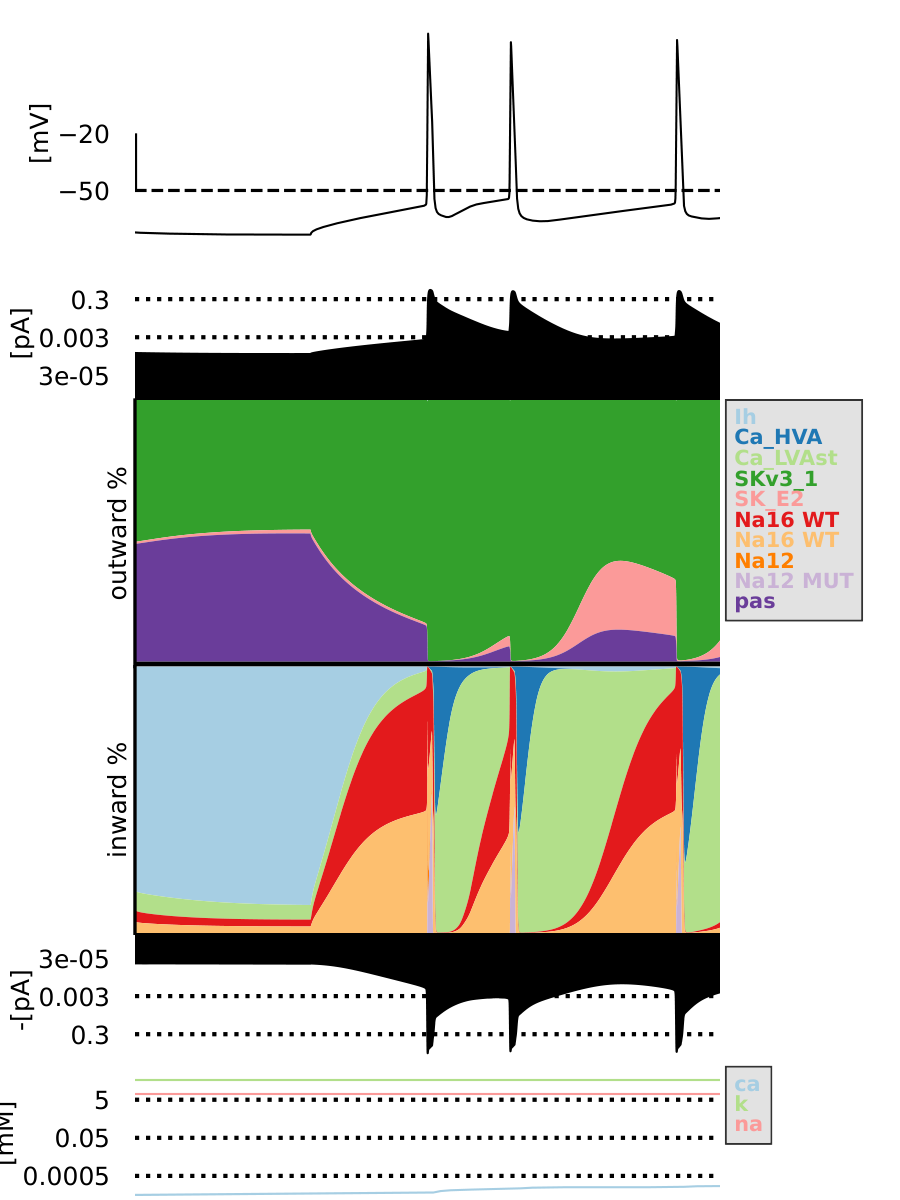 [mV]
−20
−50
[pA]
0.3
0.003
3e-05
outward %
Ih
Ca_HVA
Ca_LVAst
SKv3_1
SK_E2
Na16 WT
Na16 WT
Na12
Na12 MUT
pas
inward %
-[pA]
3e-05
0.003
0.3
[mM]
5
0.05
0.0005
ca
k
na